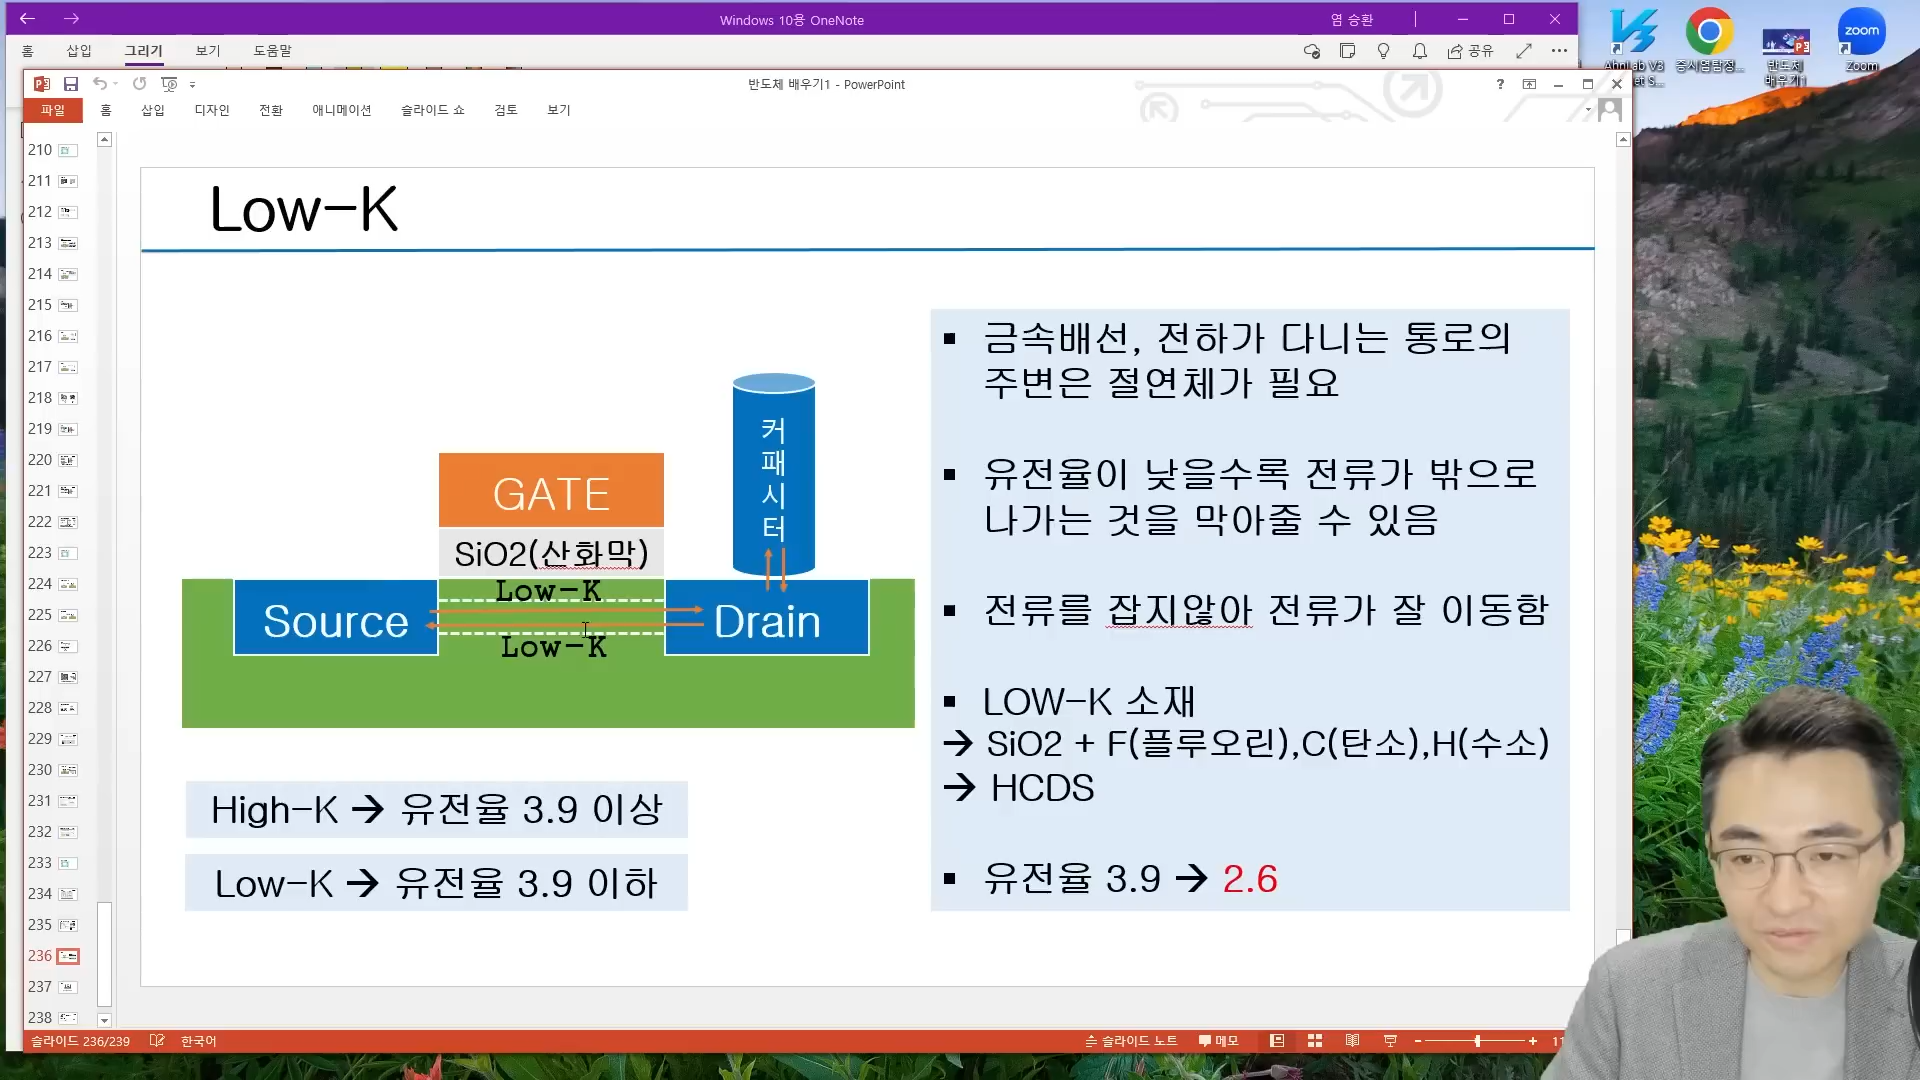 Windows 10용 OneNote
염 승환
홈 삽입 그리기 보기 도움말
공유
반도체 배우기1 - PowerPoint
파일 홈 삽입 디자인 전환 애니메이션 슬라이드 쇼 검토 보기
zoom
Zoom
반도체
배우기1
210
211
212
213
214
215
216
217
218
219
220
221
222
223
224
225
226
227
228
229
230
231
232
233
234
235
236
237
238
Low-K
커
패
시
터
GATE
SiO2(산화막)
Low-K
Source
Drain
Low-K
High-K → 유전율 3.9 이상
Low-K → 유전율 3.9 이하
▪ 금속배선, 전하가 다니는 통로의
주변은 절연체가 필요
▪ 유전율이 낮을수록 전류가 밖으로
나가는 것을 막아줄 수 있음
▪ 전류를 잡지않아 전류가 잘 이동함
▪ LOW-K 소재
→ SiO2 + F(플루오린),C(탄소),H(수소)
→ HCDS
▪ 유전율 3.9 → 2.6
슬라이드 236/239 한국어
슬라이드 노트 메모